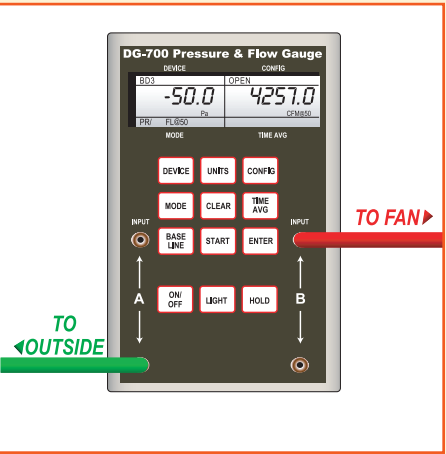 DG-700 Pressure & Flow Gauge
DEVICE CONFIG
BD3 OPEN
-50.0 4257.0
Pa CFM@50
PR/ FL@50
MODE TIME AVG
DEVICE UNITS CONFIG
MODE CLEAR TIME AVG
INPUT INPUT
BASE LINE START ENTER
TO FAN
A ON/OFF LIGHT HOLD B
TO
OUTSIDE